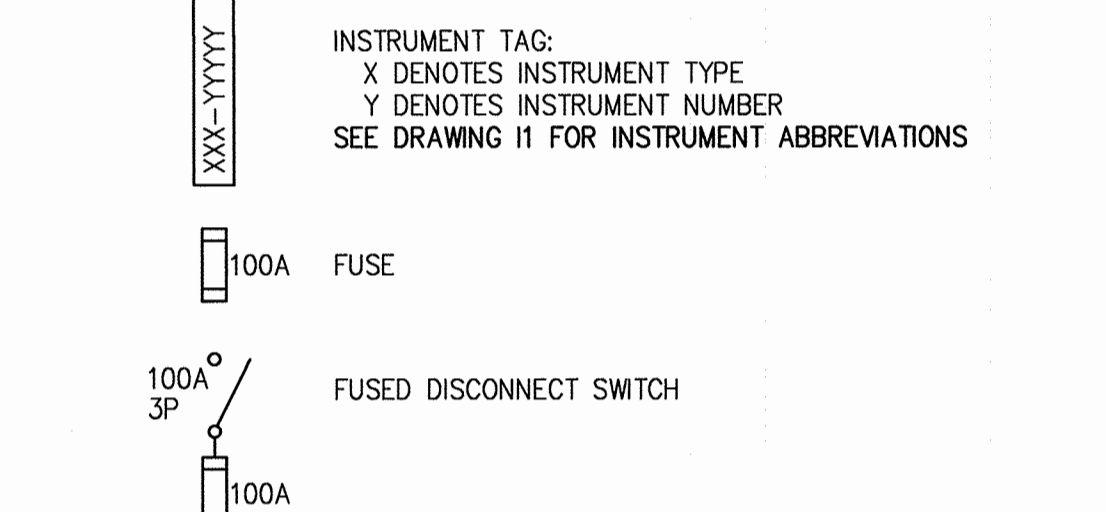 XXX-YYYYY
INSTRUMENT TAG:
X DENOTES INSTRUMENT TYPE
Y DENOTES INSTRUMENT NUMBER
SEE DRAWING I1 FOR INSTRUMENT ABBREVIATIONS
100A FUSE
100A
3P
FUSED DISCONNECT SWITCH
100A